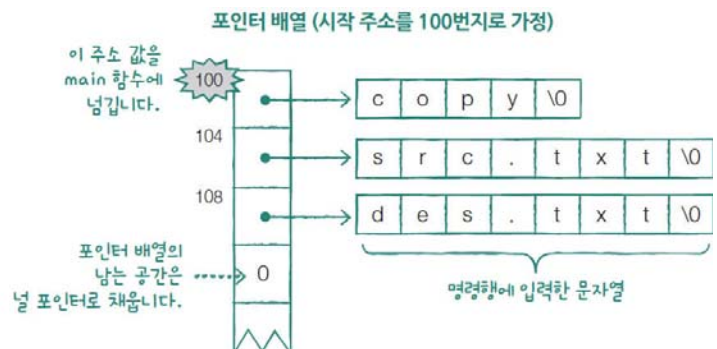 포인터 배열 (시작 주소를 100번지로 가정)
이 주소 값을
main 함수에
넘깁니다.
100
c o p y \0
104
s r c . t x t \0
108
d e s . t x t \0
포인터 배열의
남는 공간은
널 포인터로 채웁니다.
0
명령행에 입력한 문자열